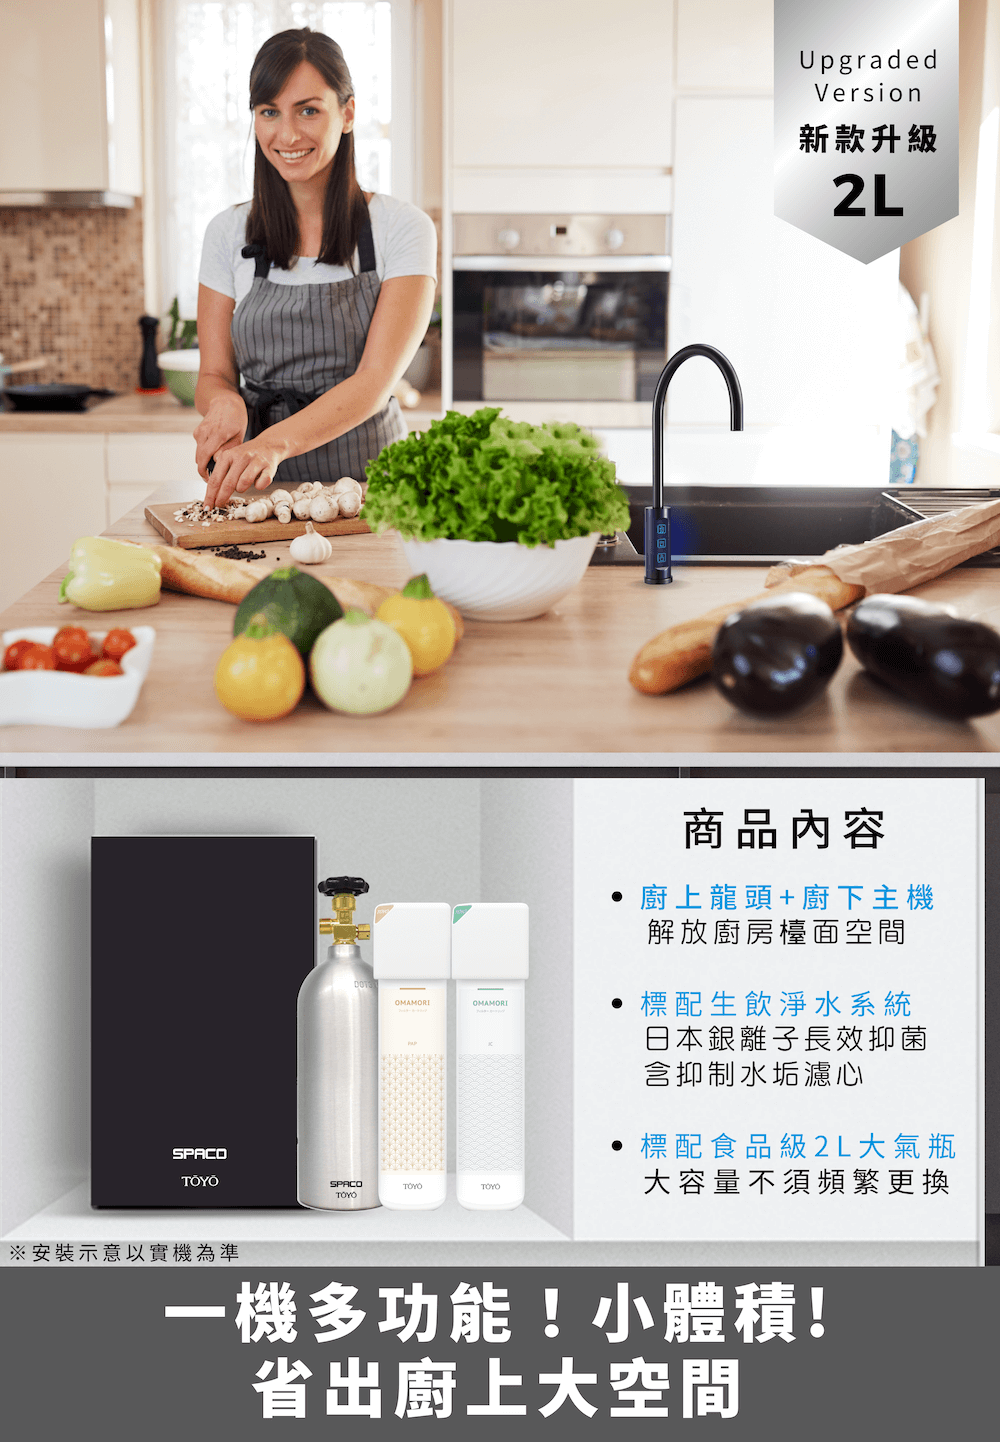 Upgraded
Version
新款升級
2L
商品內容
• 廚上龍頭+廚下主機
解放廚房檯面空間
• 標配生飲淨水系統
日本銀離子長效抑菌
含抑制水垢濾心
• 標配食品級2L大氣瓶
大容量不須頻繁更換
SPACO
TŌYŌ
SPACO
TŌYŌ
OMAMORI
TŌYŌ
OMAMORI
TŌYŌ
※安裝示意以實機為準
一機多功能！小體積!
省出廚上大空間